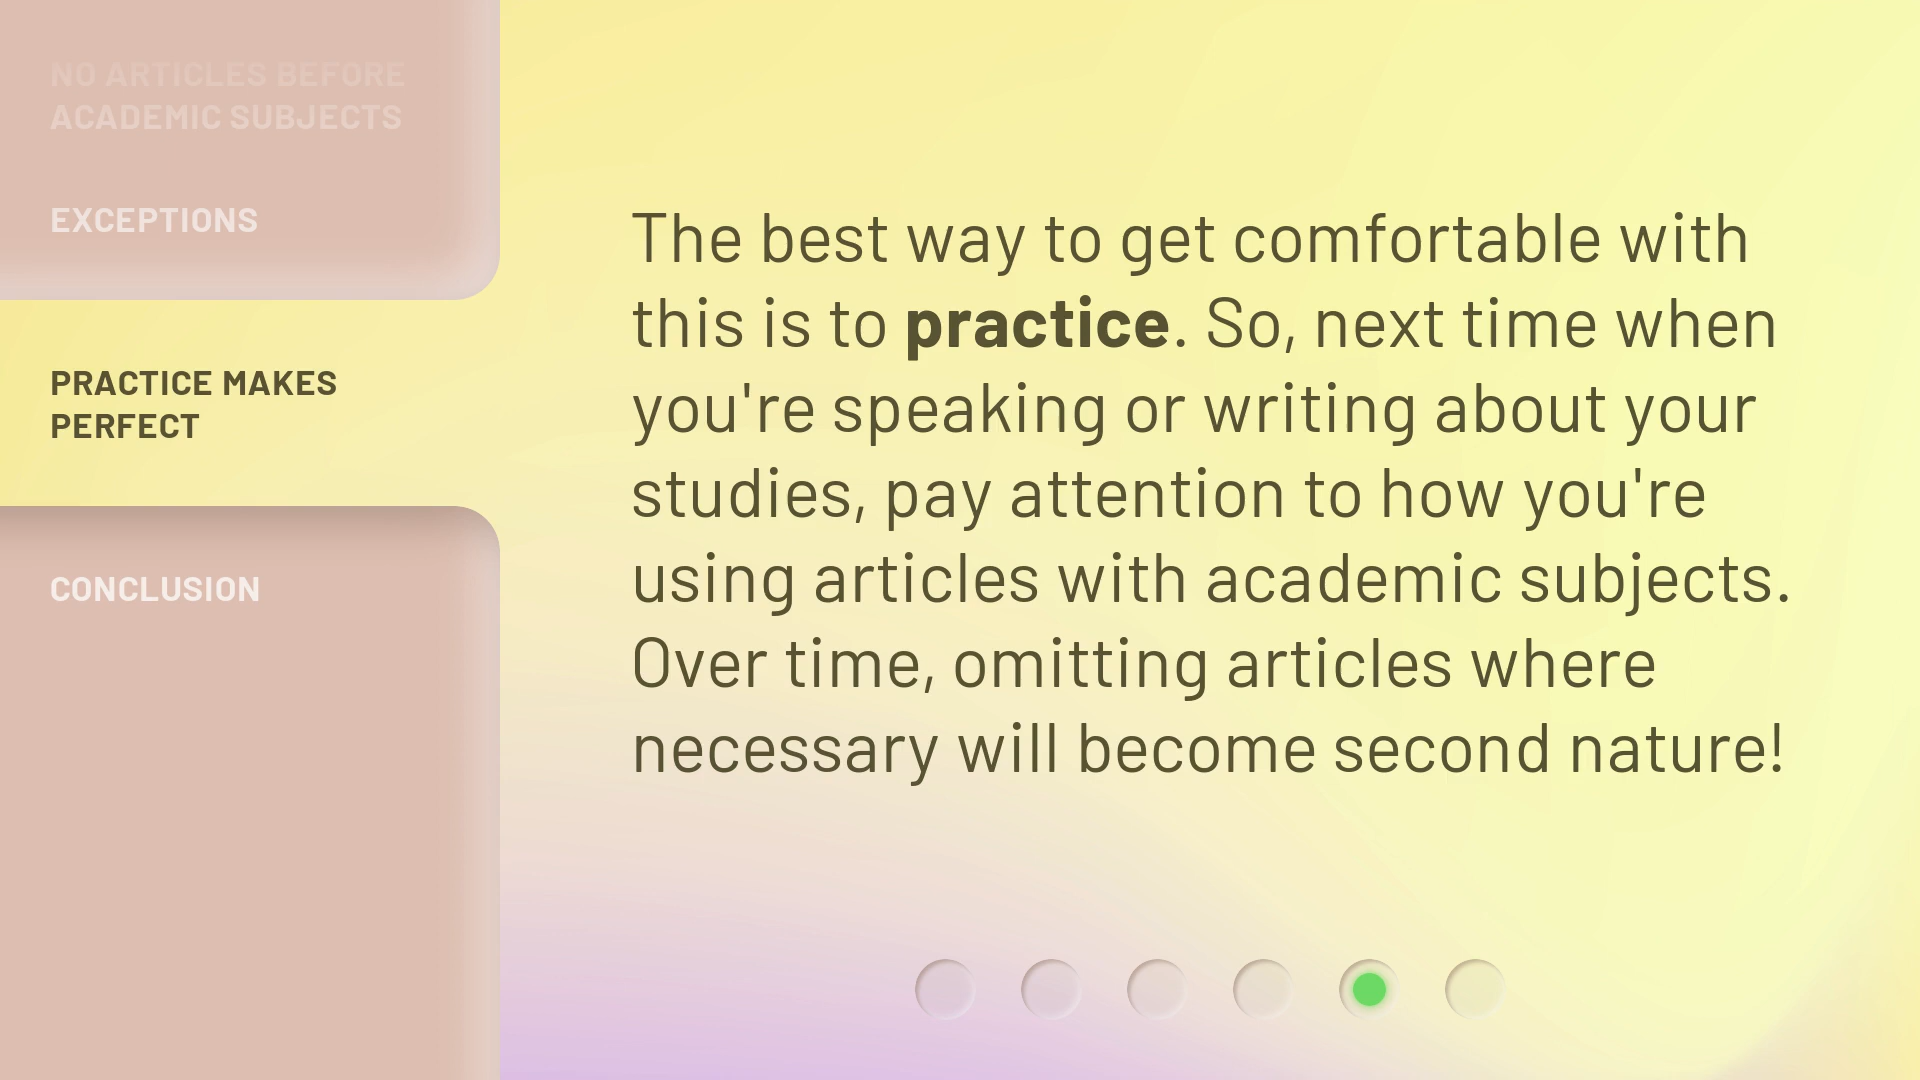 NO ARTICLES BEFORE
ACADEMIC SUBJECTS
EXCEPTIONS
PRACTICE MAKES
PERFECT
CONCLUSION
The best way to get comfortable with
this is to practice. So, next time when
you're speaking or writing about your
studies, pay attention to how you're
using articles with academic subjects.
Over time, omitting articles where
necessary will become second nature!